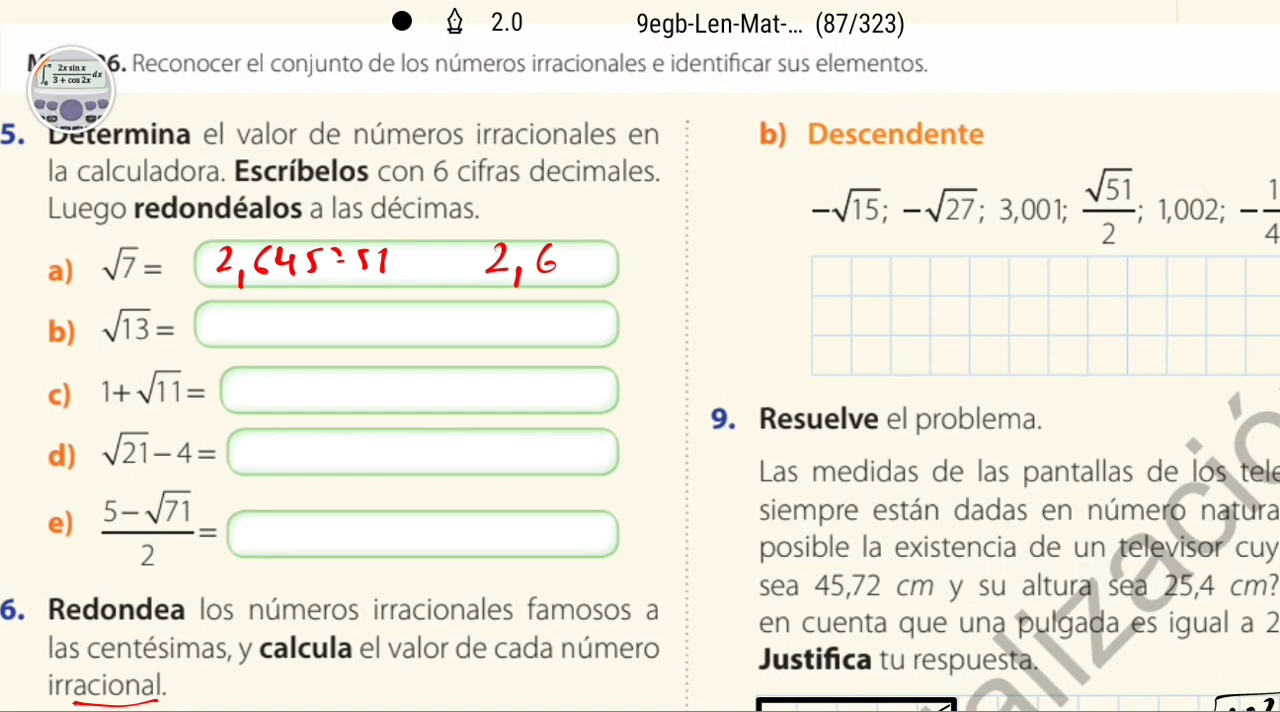 2.0 9egb-Len-Mat-... (87/323)
6. Reconocer el conjunto de los números irracionales e identificar sus elementos.
5. Determina el valor de números irracionales en
la calculadora. Escríbelos con 6 cifras decimales.
Luego redondéalos a las décimas.
a) √7 = 2,645751 2,6
b) √13 =
c) 1+√11 =
d) √21 − 4 =
e) (5−√71)/2 =
6. Redondea los números irracionales famosos a
las centésimas, y calcula el valor de cada número
irracional.
b) Descendente
−√15; −√27; 3,001; √51/2; 1,002; −1/4
9. Resuelve el problema.
Las medidas de las pantallas de los tele
siempre están dadas en número natura
posible la existencia de un televisor cuy
sea 45,72 cm y su altura sea 25,4 cm?
en cuenta que una pulgada es igual a 2
Justifica tu respuesta.